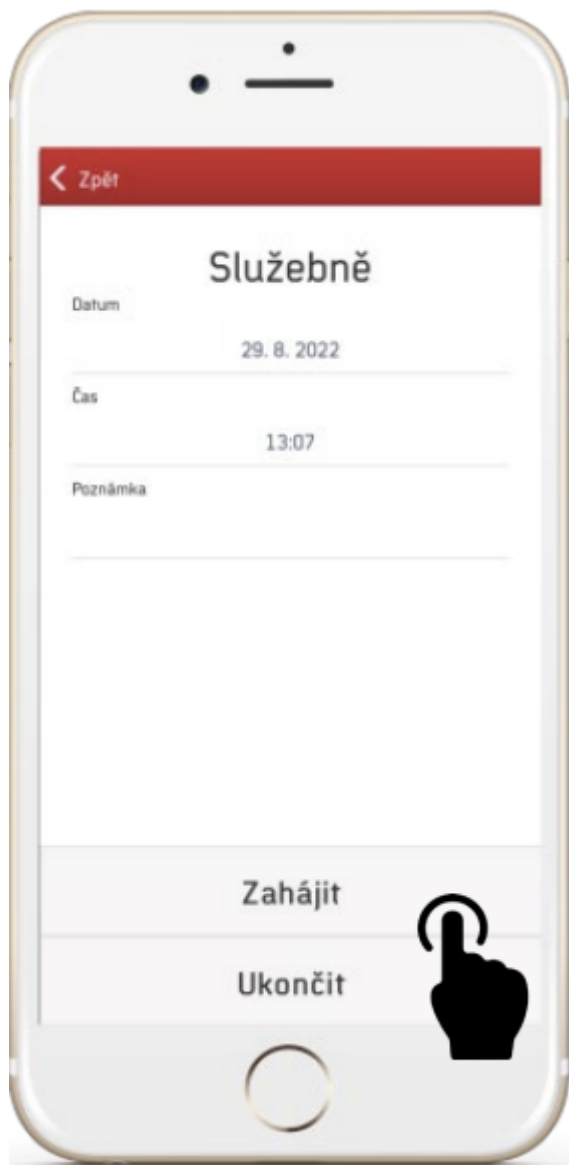 Zpět
Služebně
Datum
29. 8. 2022
Čas
13:07
Poznámka
Zahájit
Ukončit